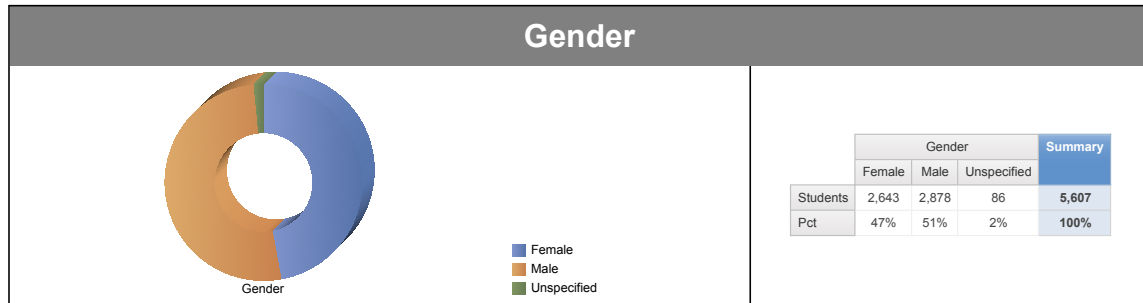 Gender
Gender
Female
Male
Unspecified
Gender Summary
Female Male Unspecified
Students 2,643 2,878 86 5,607
Pct 47% 51% 2% 100%